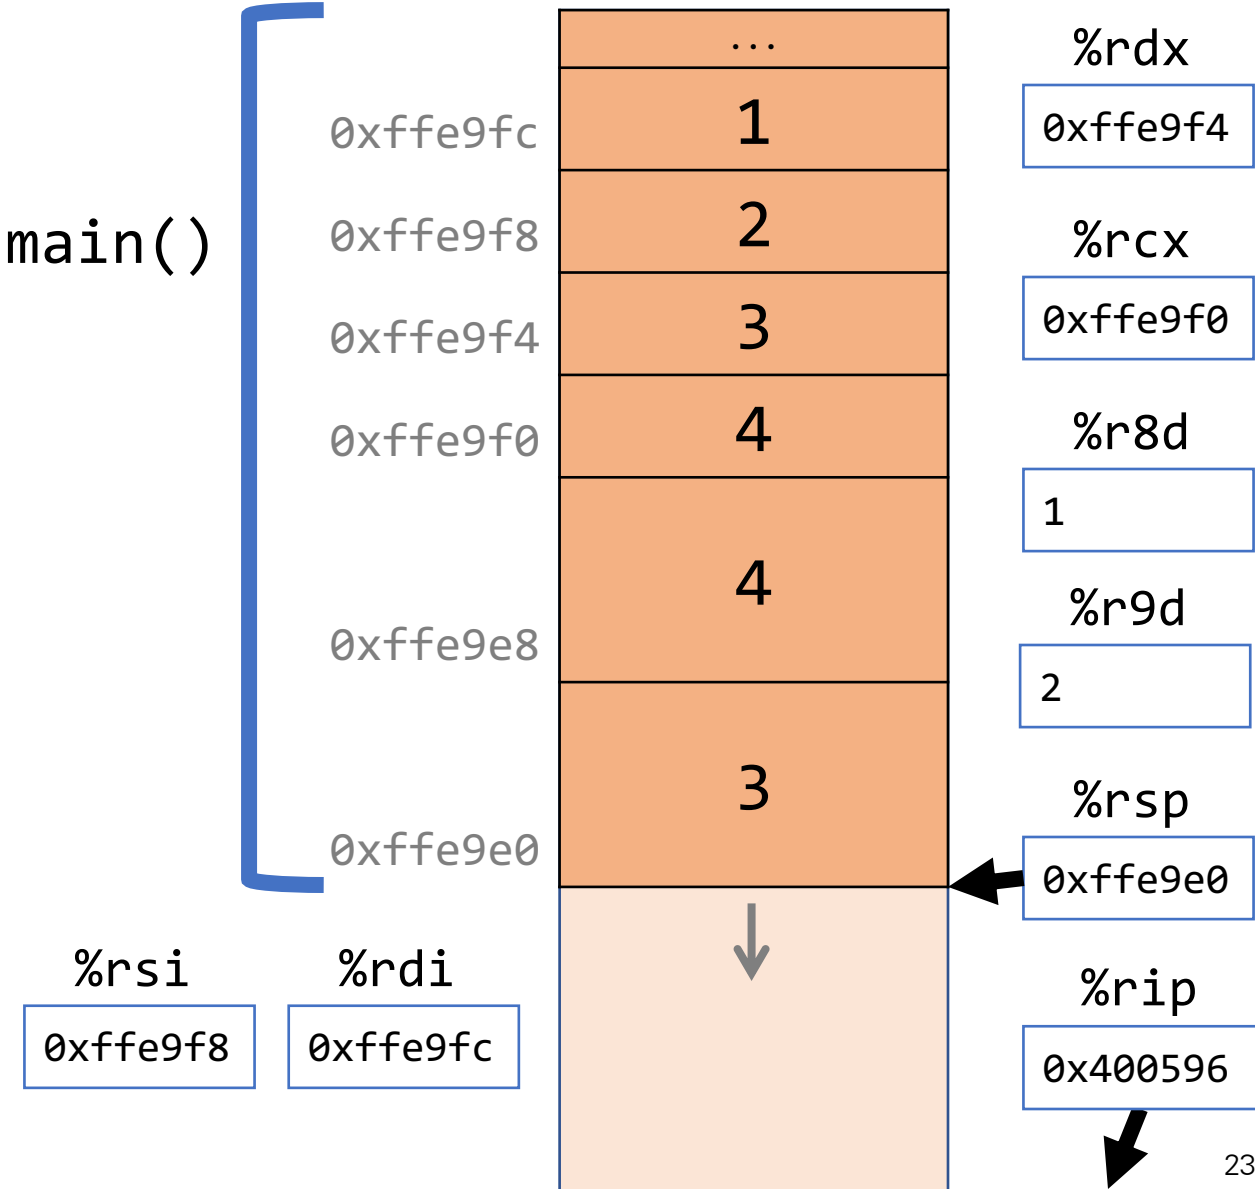 ...
%rdx
0xffe9fc
1
0xffe9f4
main()
0xffe9f8
2
%rcx
0xffe9f4
3
0xffe9f0
0xffe9f0
4
%r8d
1
4
%r9d
0xffe9e8
2
3
%rsp
0xffe9e0
0xffe9e0
%rsi
%rdi
%rip
0xffe9f8
0xffe9fc
0x400596
23